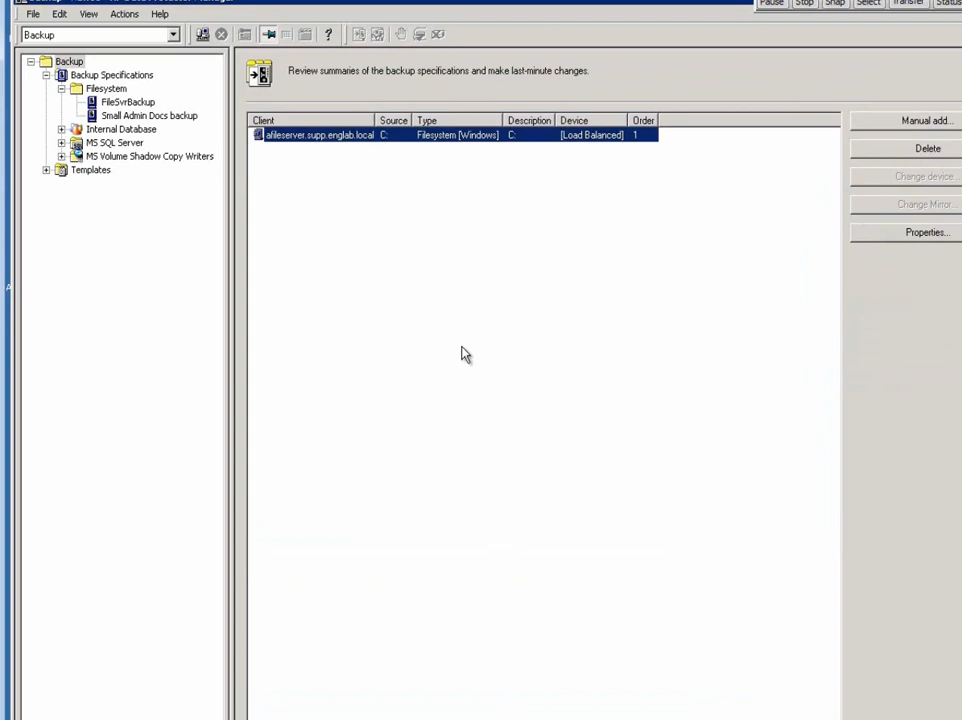 Pause Stop Snap Select Transfer Status
File Edit View Actions Help
Backup
Backup
Backup Specifications
Filesystem
FileSvrBackup
Small Admin Docs backup
Internal Database
MS SQL Server
MS Volume Shadow Copy Writers
Templates
Review summaries of the backup specifications and make last-minute changes.
Client Source Type Description Device Order
afileserver.supp.englab.local C: Filesystem [Windows] C: [Load Balanced] 1
Manual add...
Delete
Change device...
Change Mirror...
Properties...